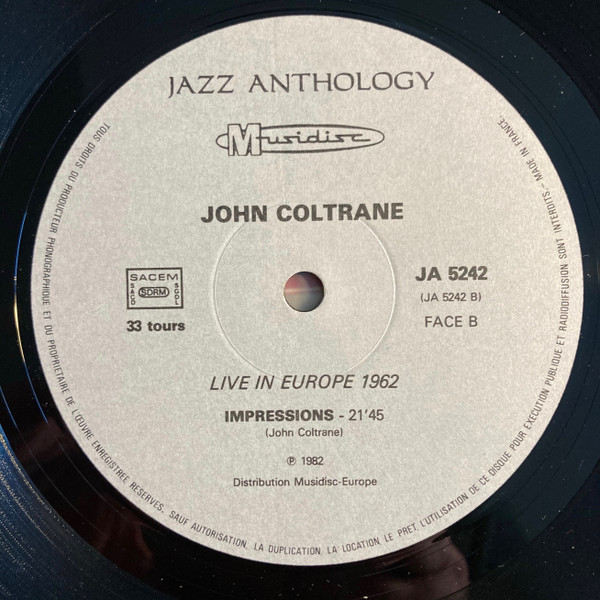 JAZZ ANTHOLOGY
Musidisc
JOHN COLTRANE
SACEM
SACD
SDRM
SGDL
33 tours
JA 5242
(JA 5242 B)
FACE B
LIVE IN EUROPE 1962
IMPRESSIONS - 21'45
(John Coltrane)
℗ 1982
Distribution Musidisc-Europe
TOUS DROITS DU PRODUCTEUR PHONOGRAPHIQUE ET DU PROPRIETAIRE DE L'ŒUVRE ENREGISTREE RESERVES. SAUF AUTORISATION, LA DUPLICATION, LA LOCATION, LE PRET, L'UTILISATION DE CE DISQUE POUR EXECUTION PUBLIQUE ET RADIODIFFUSION SONT INTERDITS. - MADE IN FRANCE.